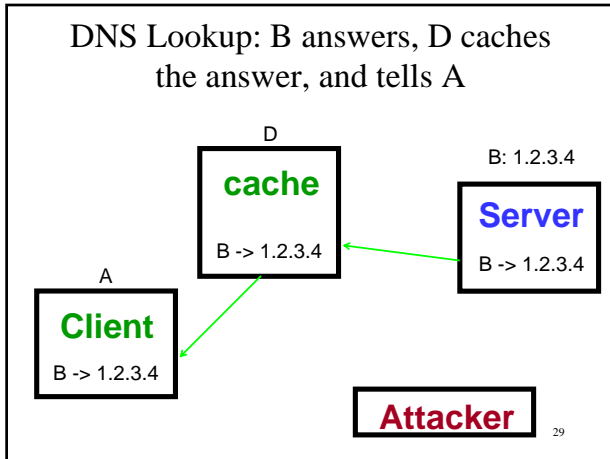 DNS Lookup: B answers, D caches
the answer, and tells A
D
cache
B -> 1.2.3.4
B: 1.2.3.4
Server
B -> 1.2.3.4
A
Client
B -> 1.2.3.4
Attacker
29